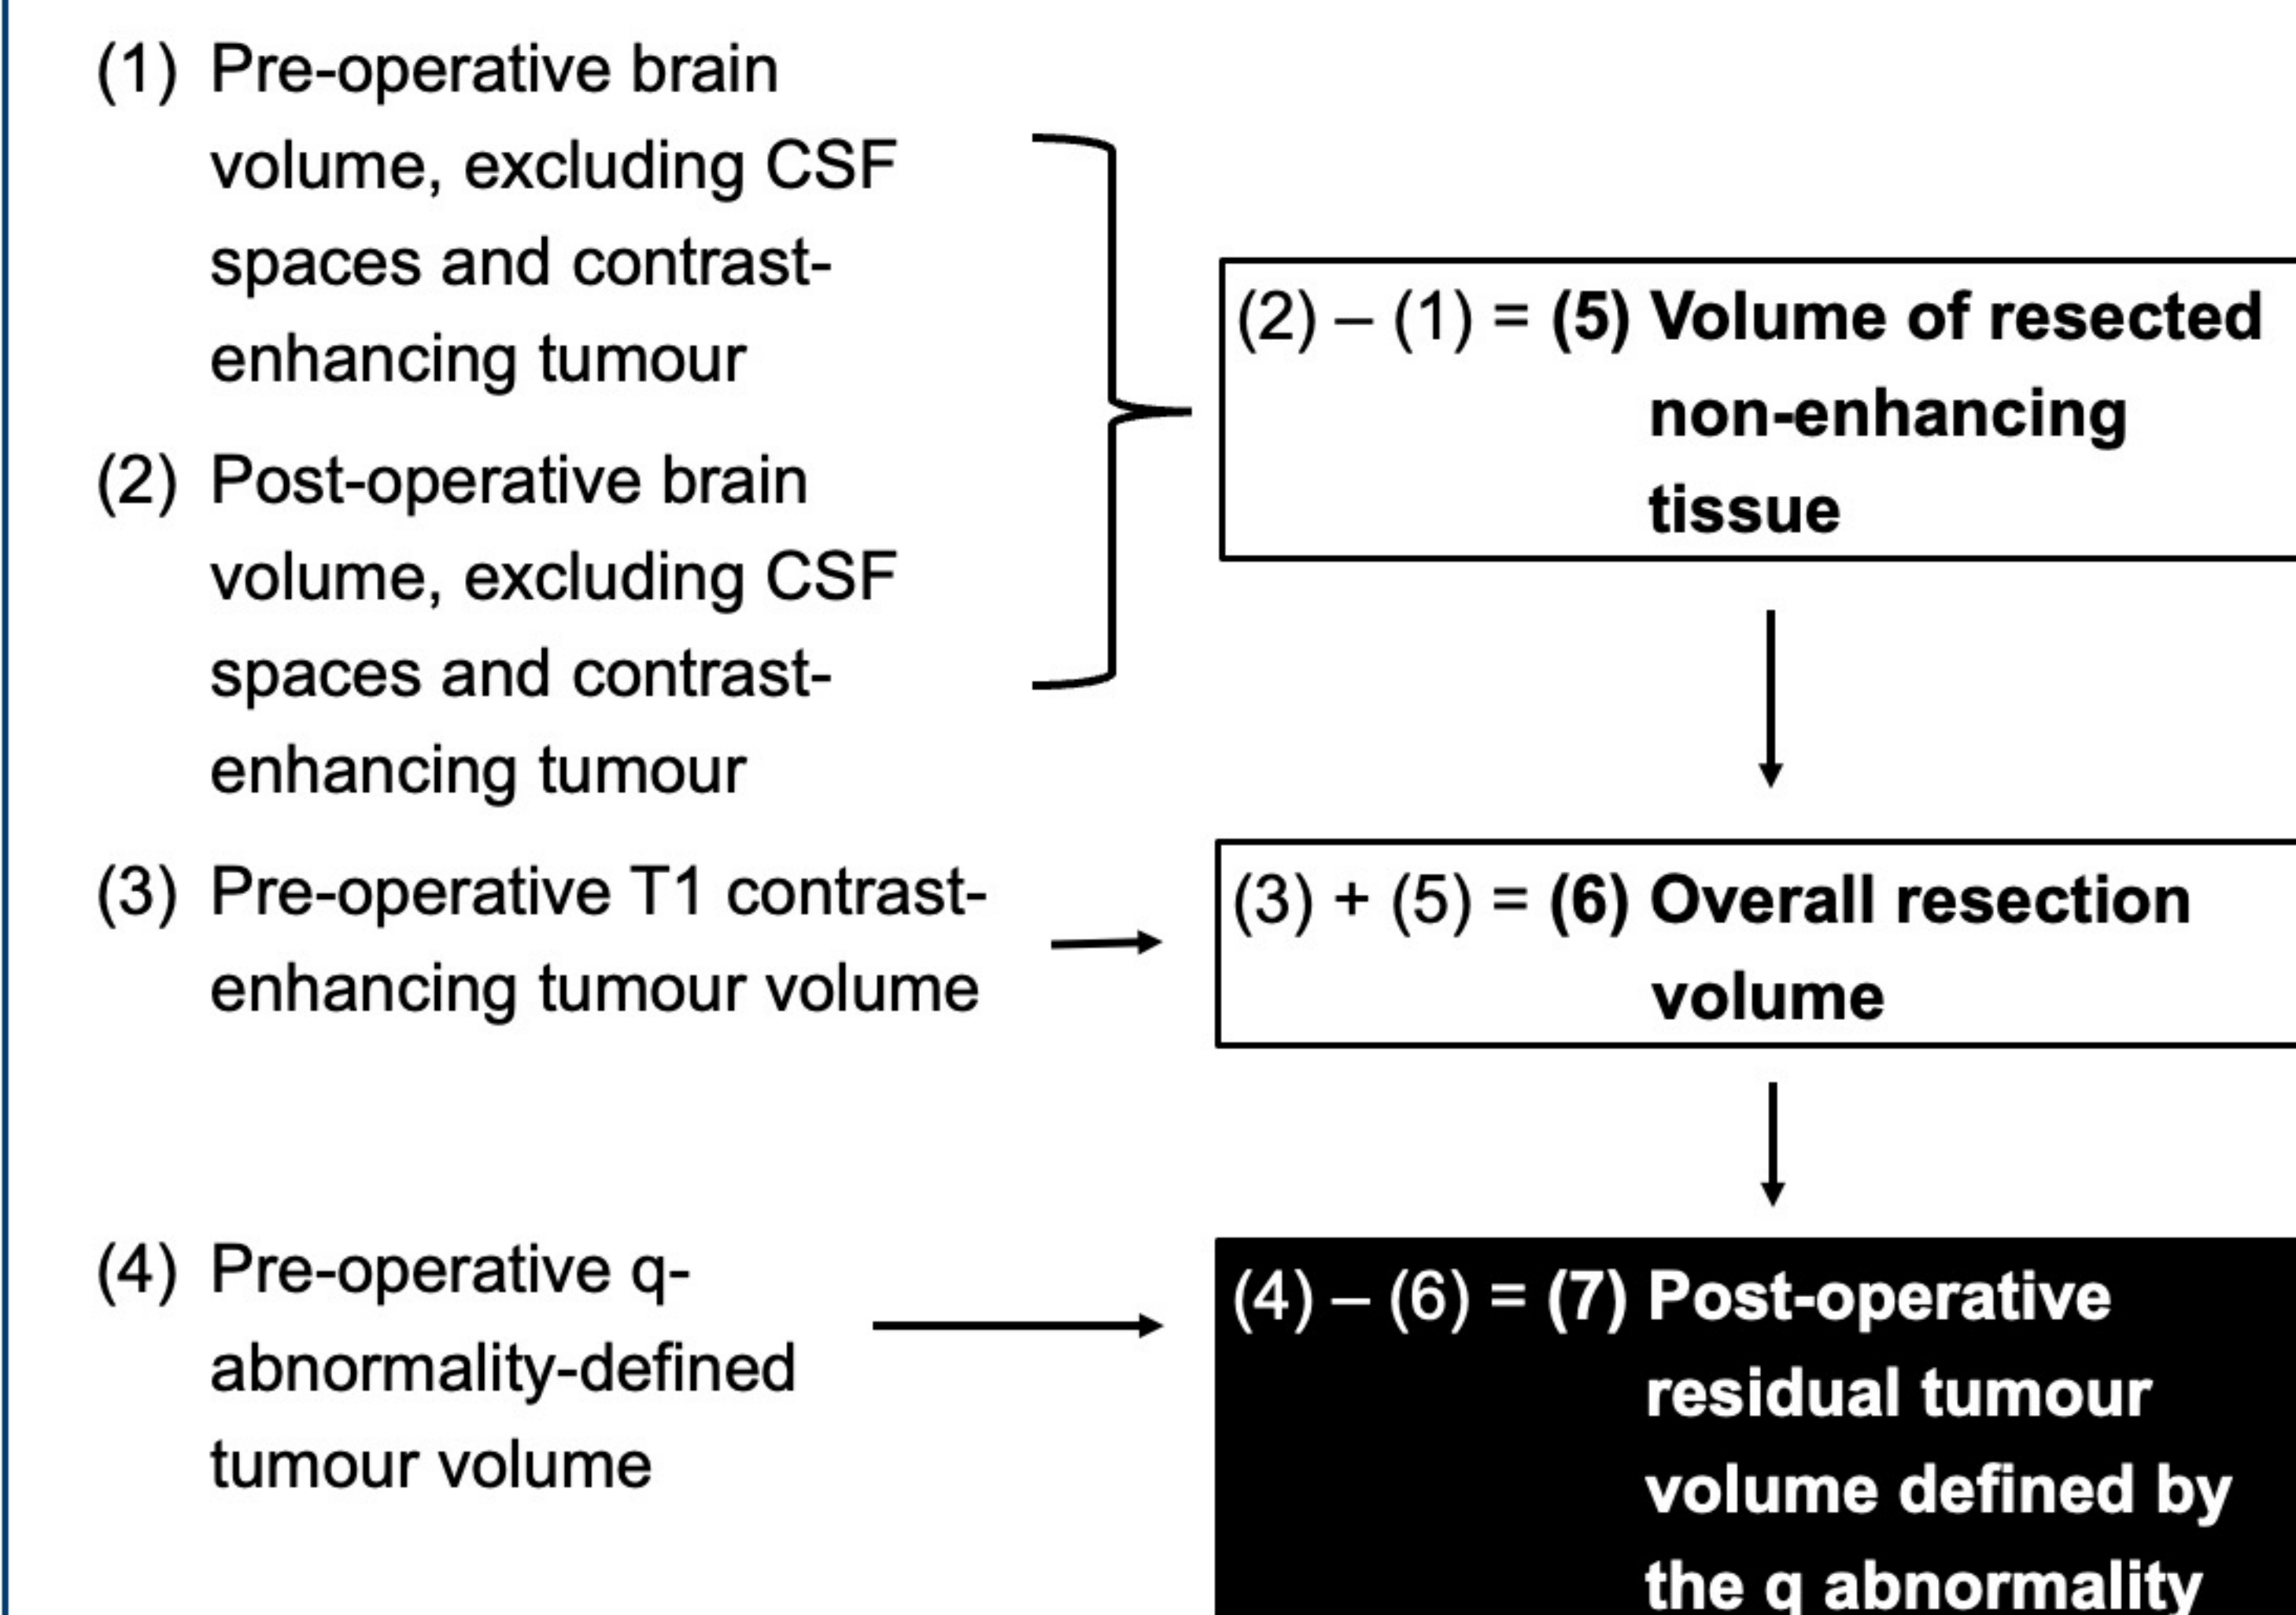 (1) Pre-operative brain
volume, excluding CSF
spaces and contrast-
enhancing tumour
(2) Post-operative brain
volume, excluding CSF
spaces and contrast-
enhancing tumour
(3) Pre-operative T1 contrast-
enhancing tumour volume
(4) Pre-operative q-
abnormality-defined
tumour volume
(2) – (1) = (5) Volume of resected
non-enhancing
tissue
(3) + (5) = (6) Overall resection
volume
(4) – (6) = (7) Post-operative
residual tumour
volume defined by
the q abnormality